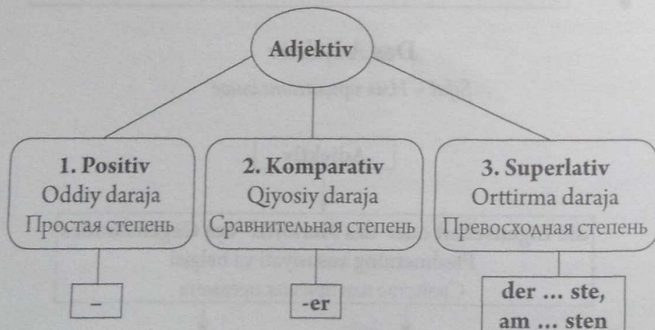 Adjektiv
1. Positiv
Oddiy daraja
Простая степень
2. Komparativ
Qiyosiy daraja
Сравнительная степень
3. Superlativ
Orttirma daraja
Превосходная степень
–
-er
der ... ste,
am ... sten